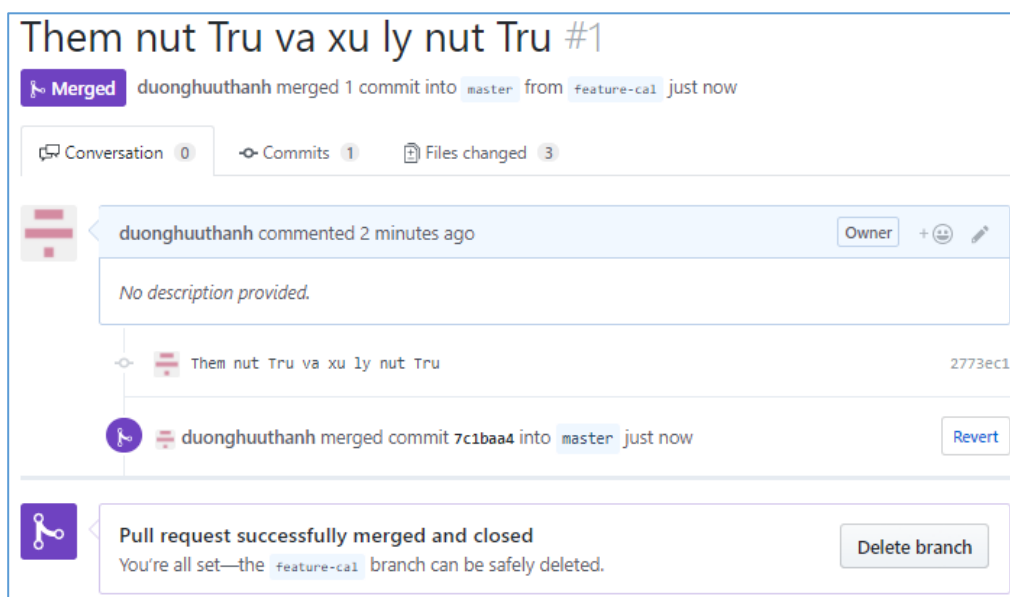 Them nut Tru va xu ly nut Tru #1
Merged duonghuuthanh merged 1 commit into master from feature-cal just now
Conversation 0 Commits 1 Files changed 3
duonghuuthanh commented 2 minutes ago Owner +
No description provided.
Them nut Tru va xu ly nut Tru 2773ec1
duonghuuthanh merged commit 7c1baa4 into master just now Revert
Pull request successfully merged and closed
You're all set—the feature-cal branch can be safely deleted.
Delete branch